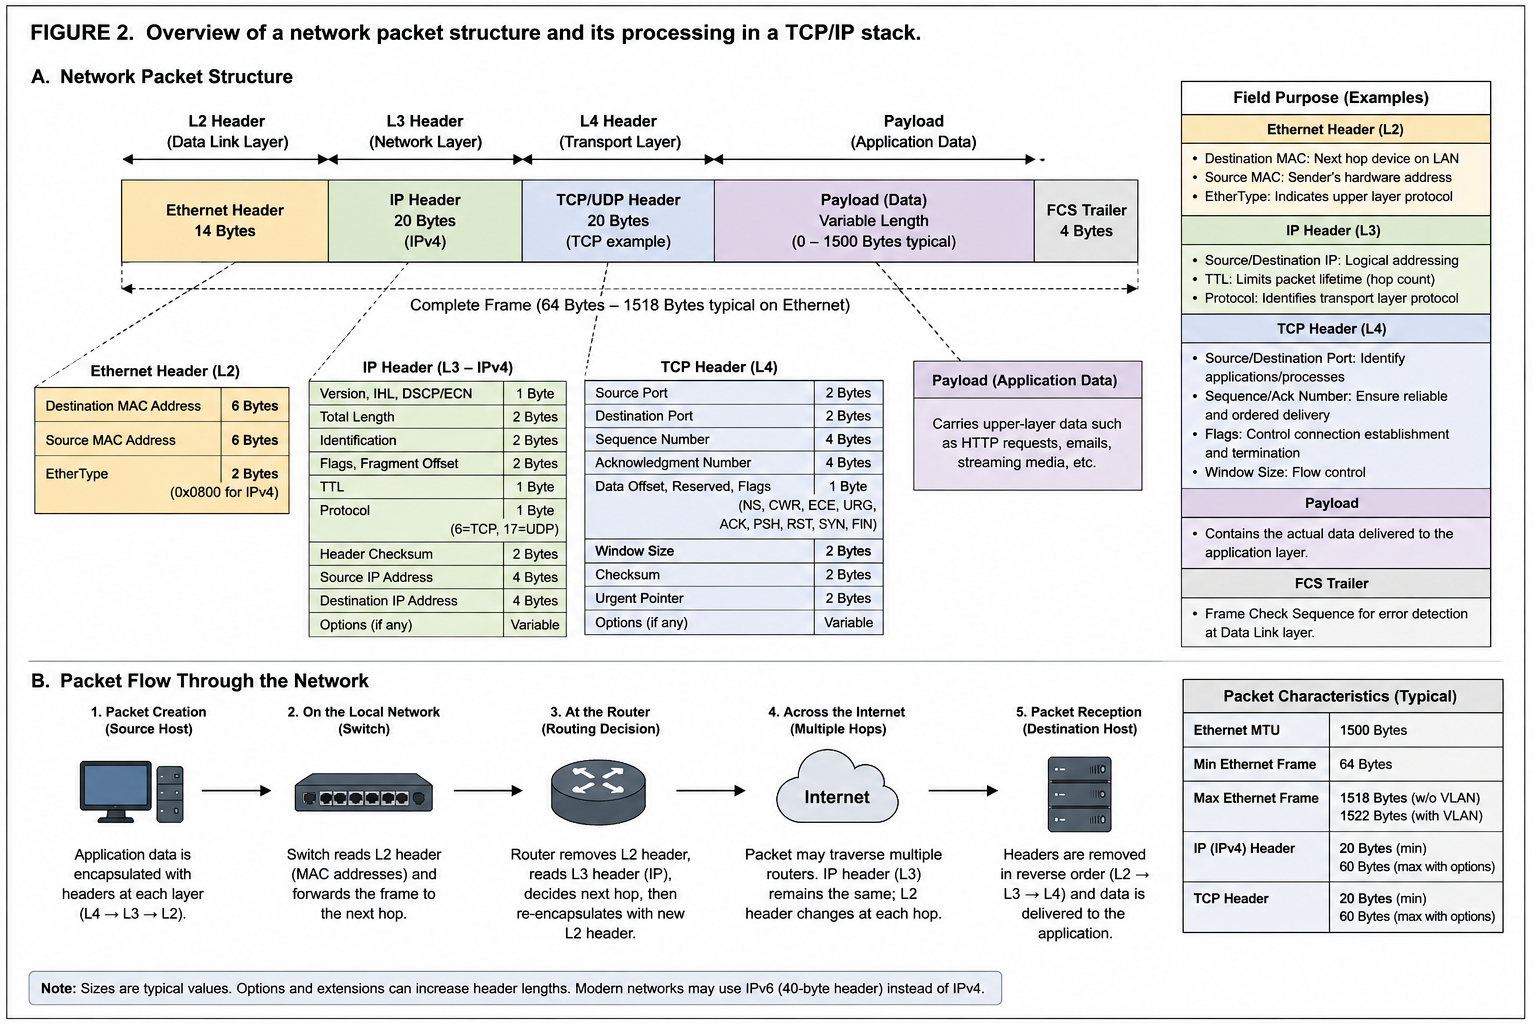 FIGURE 2. Overview of a network packet structure and its processing in a TCP/IP stack.
A. Network Packet Structure
L2 Header
(Data Link Layer)
L3 Header
(Network Layer)
L4 Header
(Transport Layer)
Payload
(Application Data)
Ethernet Header
14 Bytes
IP Header
20 Bytes
(IPv4)
TCP/UDP Header
20 Bytes
(TCP example)
Payload (Data)
Variable Length
(0 – 1500 Bytes typical)
FCS Trailer
4 Bytes
Complete Frame (64 Bytes – 1518 Bytes typical on Ethernet)
Ethernet Header (L2)
Destination MAC Address 6 Bytes
Source MAC Address 6 Bytes
EtherType 2 Bytes
(0x0800 for IPv4)
IP Header (L3 – IPv4)
Version, IHL, DSCP/ECN 1 Byte
Total Length 2 Bytes
Identification 2 Bytes
Flags, Fragment Offset 2 Bytes
TTL 1 Byte
Protocol 1 Byte
(6=TCP, 17=UDP)
Header Checksum 2 Bytes
Source IP Address 4 Bytes
Destination IP Address 4 Bytes
Options (if any) Variable
TCP Header (L4)
Source Port 2 Bytes
Destination Port 2 Bytes
Sequence Number 4 Bytes
Acknowledgment Number 4 Bytes
Data Offset, Reserved, Flags 1 Byte
(NS, CWR, ECE, URG,
ACK, PSH, RST, SYN, FIN)
Window Size 2 Bytes
Checksum 2 Bytes
Urgent Pointer 2 Bytes
Options (if any) Variable
Payload (Application Data)
Carries upper-layer data such
as HTTP requests, emails,
streaming media, etc.
Field Purpose (Examples)
Ethernet Header (L2)
• Destination MAC: Next hop device on LAN
• Source MAC: Sender's hardware address
• EtherType: Indicates upper layer protocol
IP Header (L3)
• Source/Destination IP: Logical addressing
• TTL: Limits packet lifetime (hop count)
• Protocol: Identifies transport layer protocol
TCP Header (L4)
• Source/Destination Port: Identify
applications/processes
• Sequence/Ack Number: Ensure reliable
and ordered delivery
• Flags: Control connection establishment
and termination
• Window Size: Flow control
Payload
• Contains the actual data delivered to the
application layer.
FCS Trailer
• Frame Check Sequence for error detection
at Data Link layer.
B. Packet Flow Through the Network
1. Packet Creation
(Source Host)
Application data is
encapsulated with
headers at each layer
(L4 → L3 → L2).
2. On the Local Network
(Switch)
Switch reads L2 header
(MAC addresses) and
forwards the frame to
the next hop.
3. At the Router
(Routing Decision)
Router removes L2 header,
reads L3 header (IP),
decides next hop, then
re-encapsulates with new
L2 header.
4. Across the Internet
(Multiple Hops)
Internet
Packet may traverse multiple
routers. IP header (L3)
remains the same; L2
header changes at each hop.
5. Packet Reception
(Destination Host)
Headers are removed
in reverse order (L2 →
L3 → L4) and data is
delivered to the
application.
Packet Characteristics (Typical)
Ethernet MTU 1500 Bytes
Min Ethernet Frame 64 Bytes
Max Ethernet Frame 1518 Bytes (w/o VLAN)
1522 Bytes (with VLAN)
IP (IPv4) Header 20 Bytes (min)
60 Bytes (max with options)
TCP Header 20 Bytes (min)
60 Bytes (max with options)
Note: Sizes are typical values. Options and extensions can increase header lengths. Modern networks may use IPv6 (40-byte header) instead of IPv4.